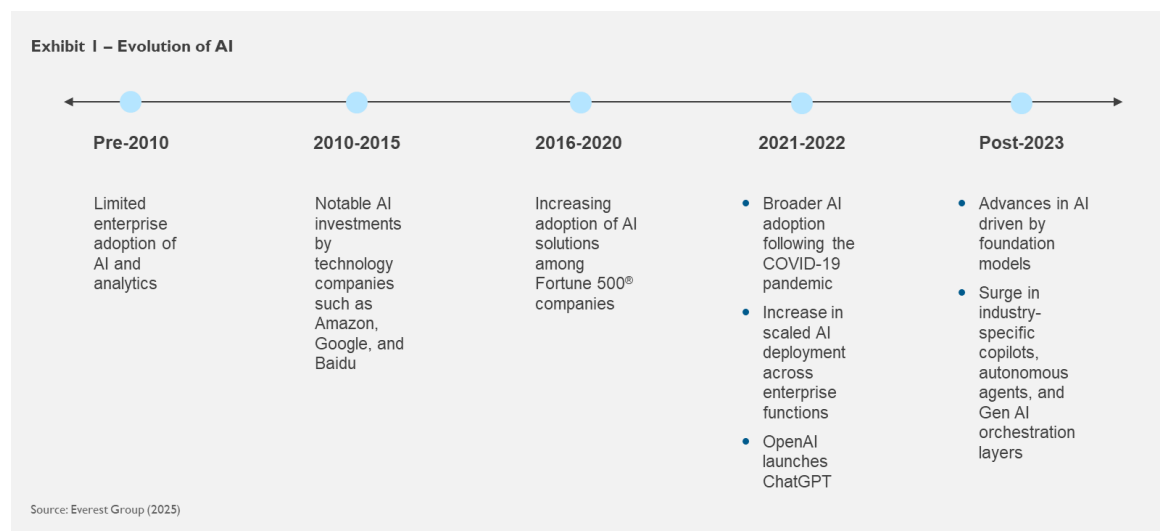 Exhibit 1 – Evolution of AI
Pre-2010
Limited
enterprise
adoption of
AI and
analytics
2010-2015
Notable AI
investments
by
technology
companies
such as
Amazon,
Google, and
Baidu
2016-2020
Increasing
adoption of AI
solutions
among
Fortune 500®
companies
2021-2022
• Broader AI
adoption
following the
COVID-19
pandemic
• Increase in
scaled AI
deployment
across
enterprise
functions
• OpenAI
launches
ChatGPT
Post-2023
• Advances in AI
driven by
foundation
models
• Surge in
industry-
specific
copilots,
autonomous
agents, and
Gen AI
orchestration
layers
Source: Everest Group (2025)